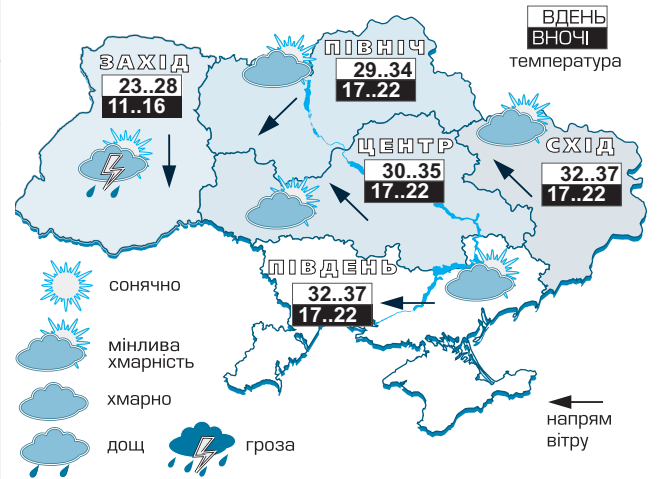 ВДЕНЬ
ВНОЧІ
температура
ЗАХІД
23..28
11..16
ПІВНІЧ
29..34
17..22
ЦЕНТР
30..35
17..22
СХІД
32..37
17..22
ПІВДЕНЬ
32..37
17..22
сонячно
мінлива
хмарність
хмарно
дощ
гроза
напрям
вітру